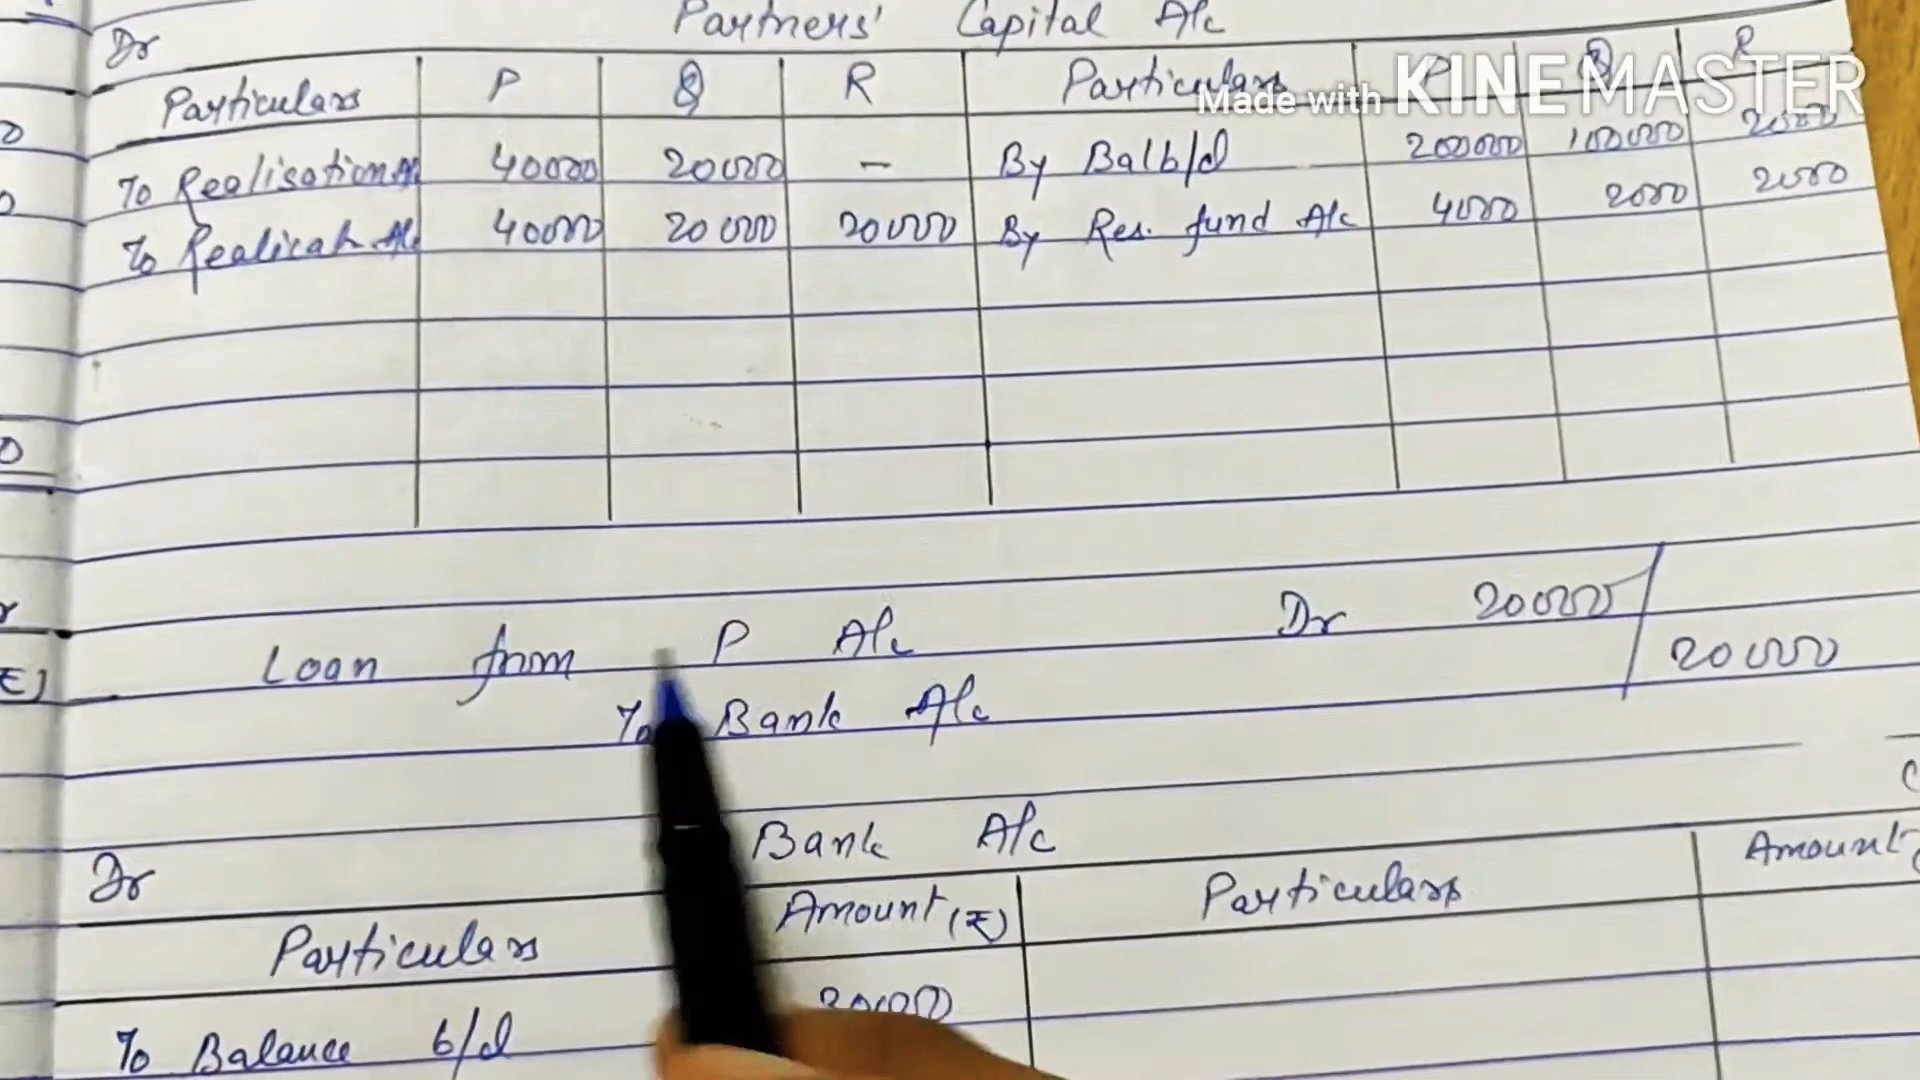 Partners' Capital A/c
Dr
Particulars P Q R Particulars P Q R
Made with KINEMASTER
To Realisation A/c 40000 20000 — By Bal b/d 200000 100000
To Realisat A/c 40000 20000 20000 By Res. fund A/c 4000 2000 2000
Loan from P A/c Dr 20000
To Bank A/c 20000
Bank A/c
Dr
Particulars Amount (₹) Particulars Amount
To Balance b/d